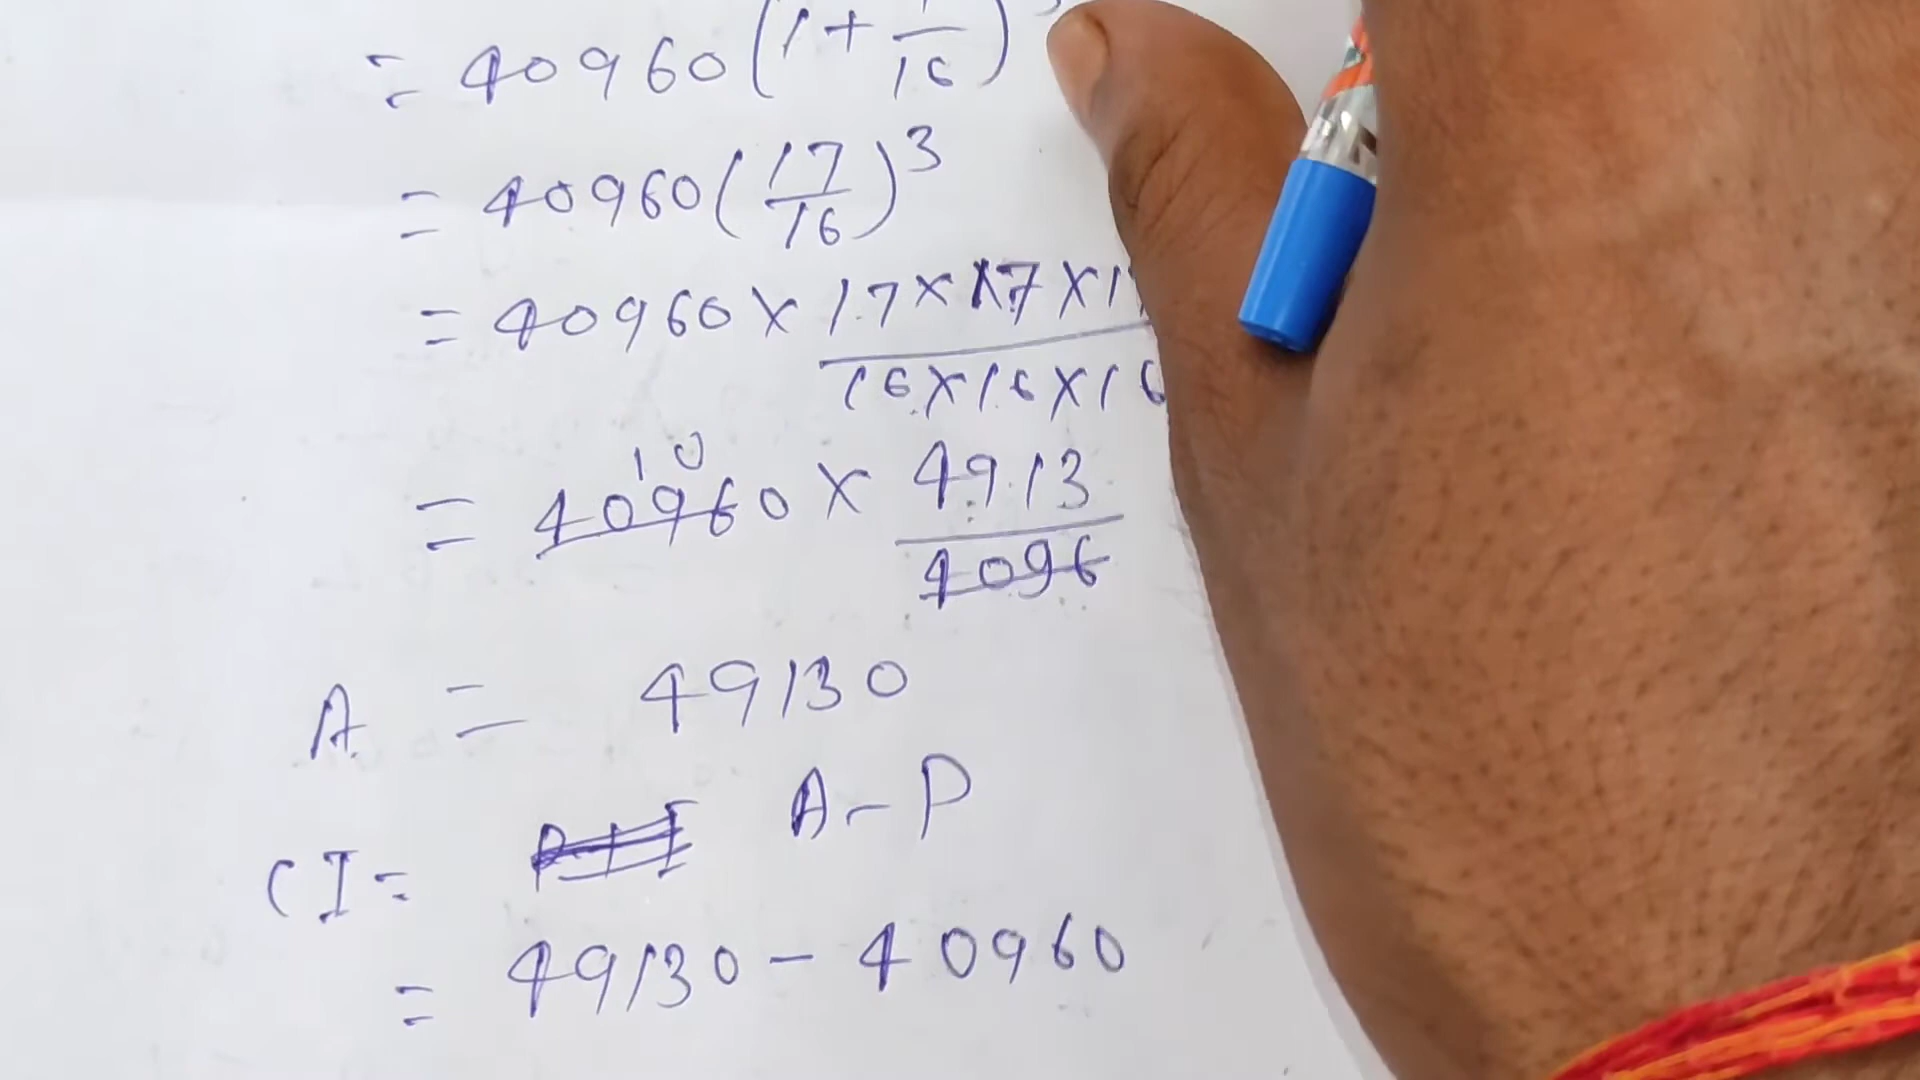 = 40960(1+1/16)
= 40960(17/16)³
= 40960 × 17×17×1
16×16×16
10
= 40960 × 4913/4096
A = 49130
CI = A-P
= 49130 - 40960